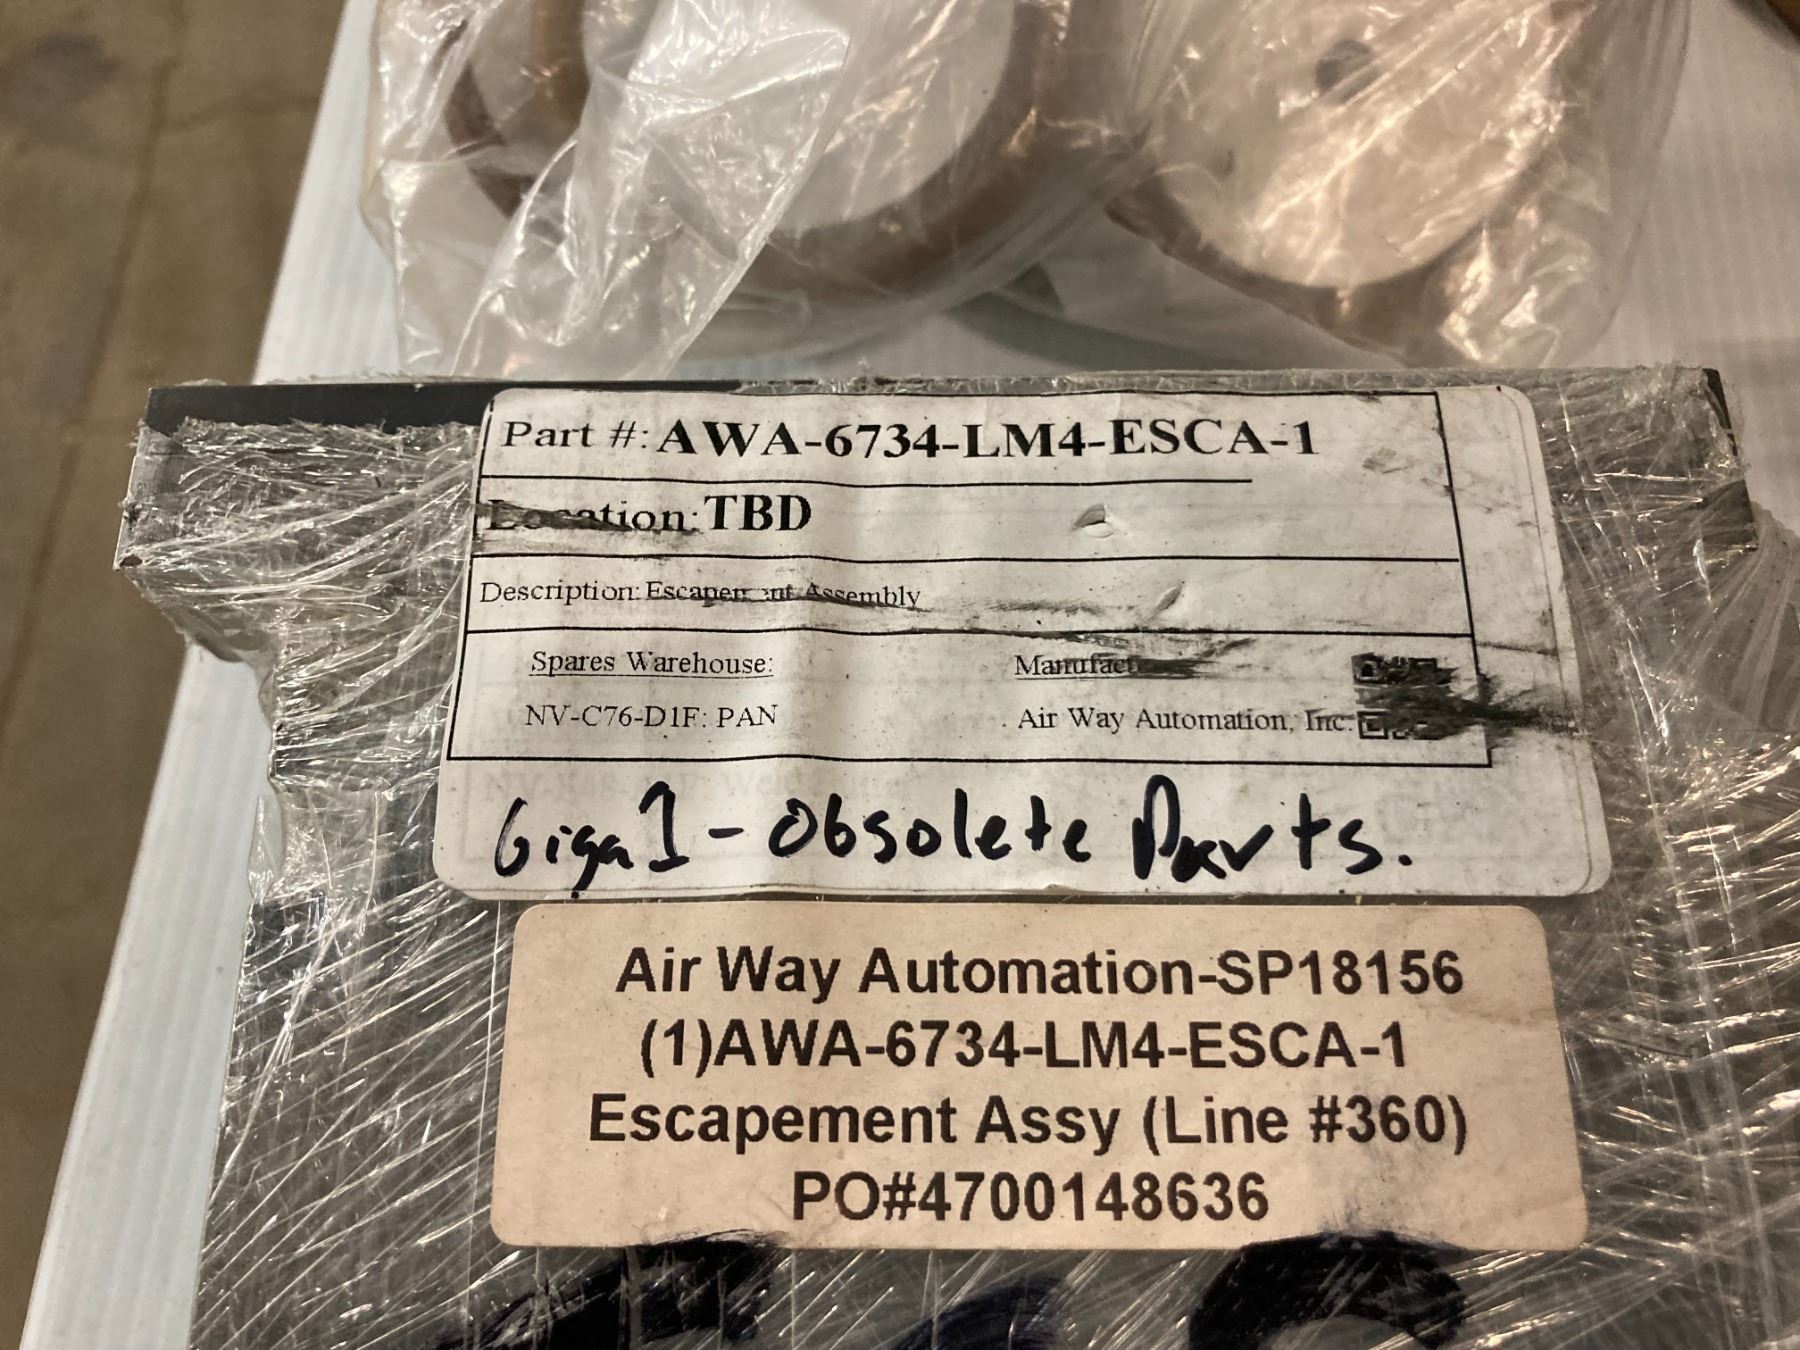 Part #: AWA-6734-LM4-ESCA-1
Location: TBD
Description: Escapement Assembly
Spares Warehouse:
NV-C76-D1F: PAN
Air Way Automation, Inc.
Giga 1 - Obsolete Parts.
Air Way Automation-SP18156
(1)AWA-6734-LM4-ESCA-1
Escapement Assy (Line #360)
PO#4700148636